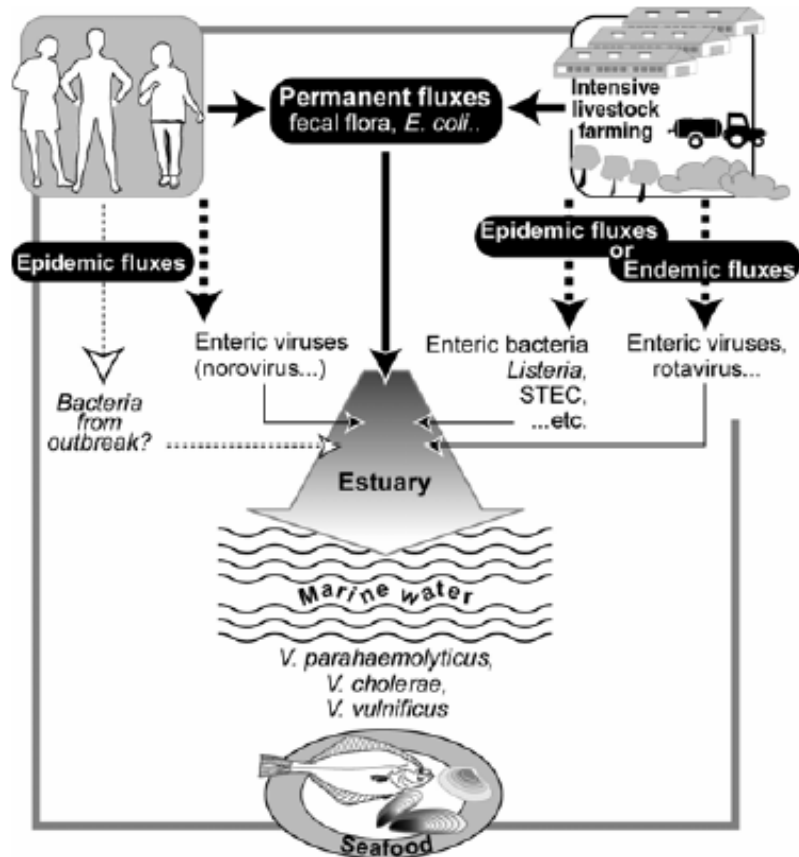 Permanent fluxes
fecal flora, E. coli..
Intensive
livestock
farming
Epidemic fluxes
Epidemic fluxes
or
Endemic fluxes
Enteric viruses
(norovirus...)
Enteric bacteria
Listeria,
STEC,
...etc.
Enteric viruses,
rotavirus...
Bacteria
from
outbreak?
Estuary
Marine water
V. parahaemolyticus,
V. cholerae,
V. vulnificus
Seafood